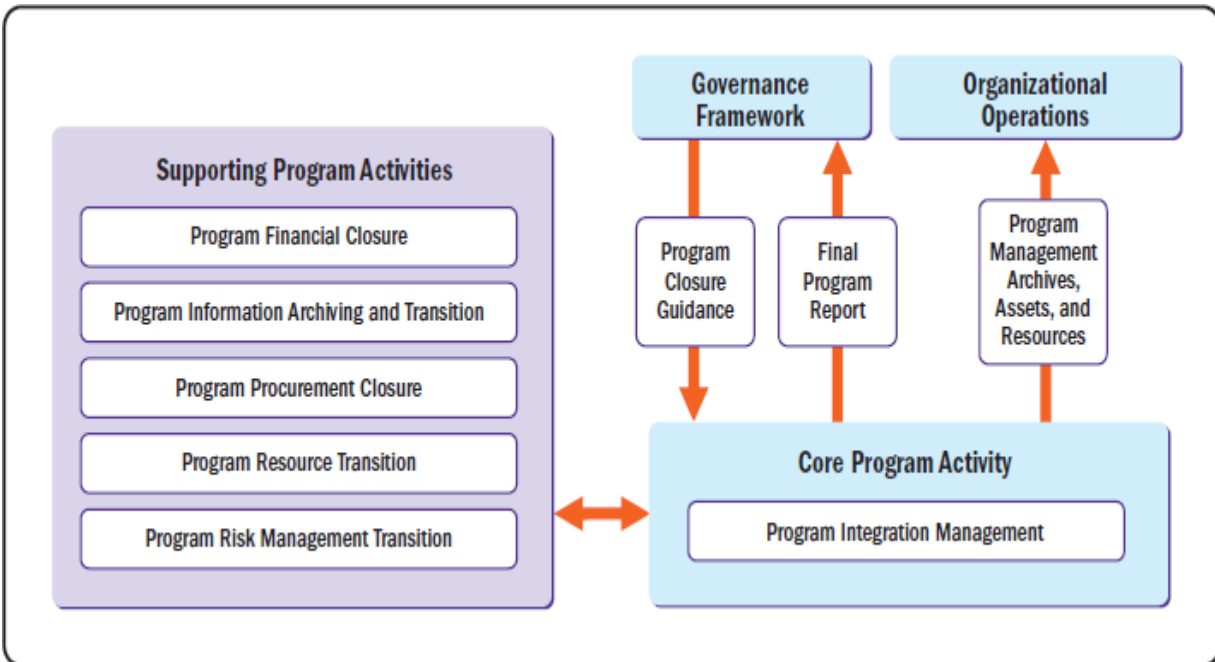 Supporting Program Activities
Program Financial Closure
Program Information Archiving and Transition
Program Procurement Closure
Program Resource Transition
Program Risk Management Transition
Governance
Framework
Organizational
Operations
Program
Closure
Guidance
Final
Program
Report
Program
Management
Archives,
Assets, and
Resources
Core Program Activity
Program Integration Management